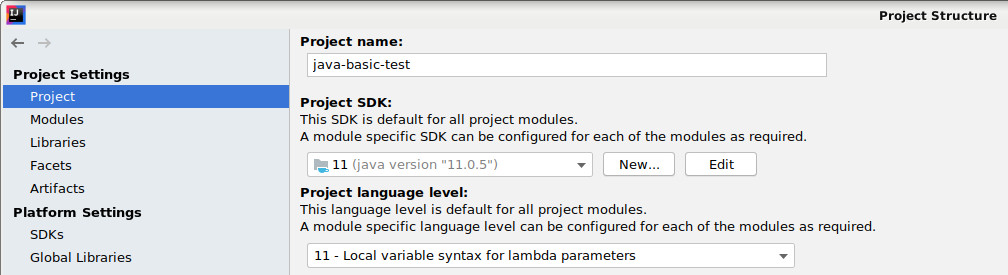 Project Structure
Project Settings
Project
Modules
Libraries
Facets
Artifacts
Platform Settings
SDKs
Global Libraries
Project name:
java-basic-test
Project SDK:
This SDK is default for all project modules.
A module specific SDK can be configured for each of the modules as required.
11 (java version "11.0.5") New... Edit
Project language level:
This language level is default for all project modules.
A module specific language level can be configured for each of the modules as required.
11 - Local variable syntax for lambda parameters